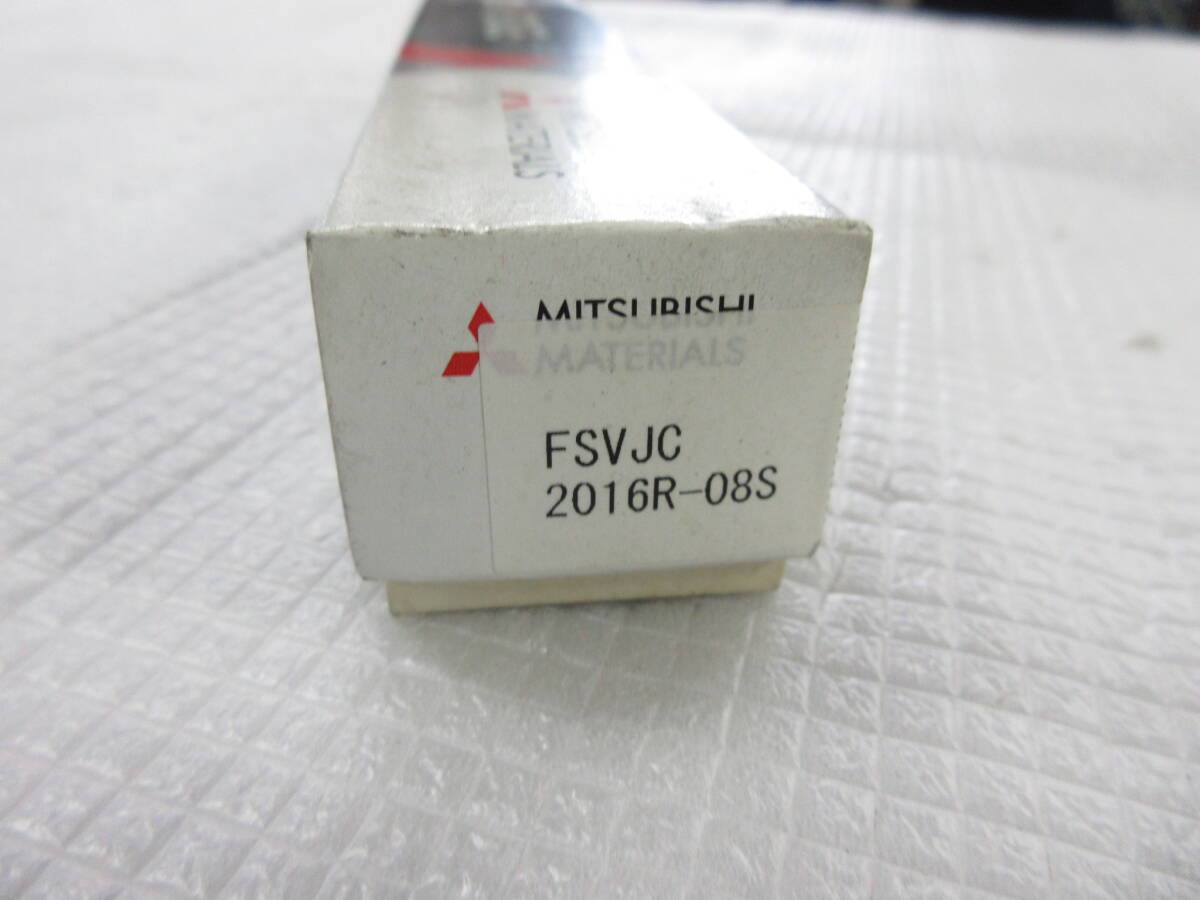 MITSUBISHI
MATERIALS
FSVJC
2016R-08S